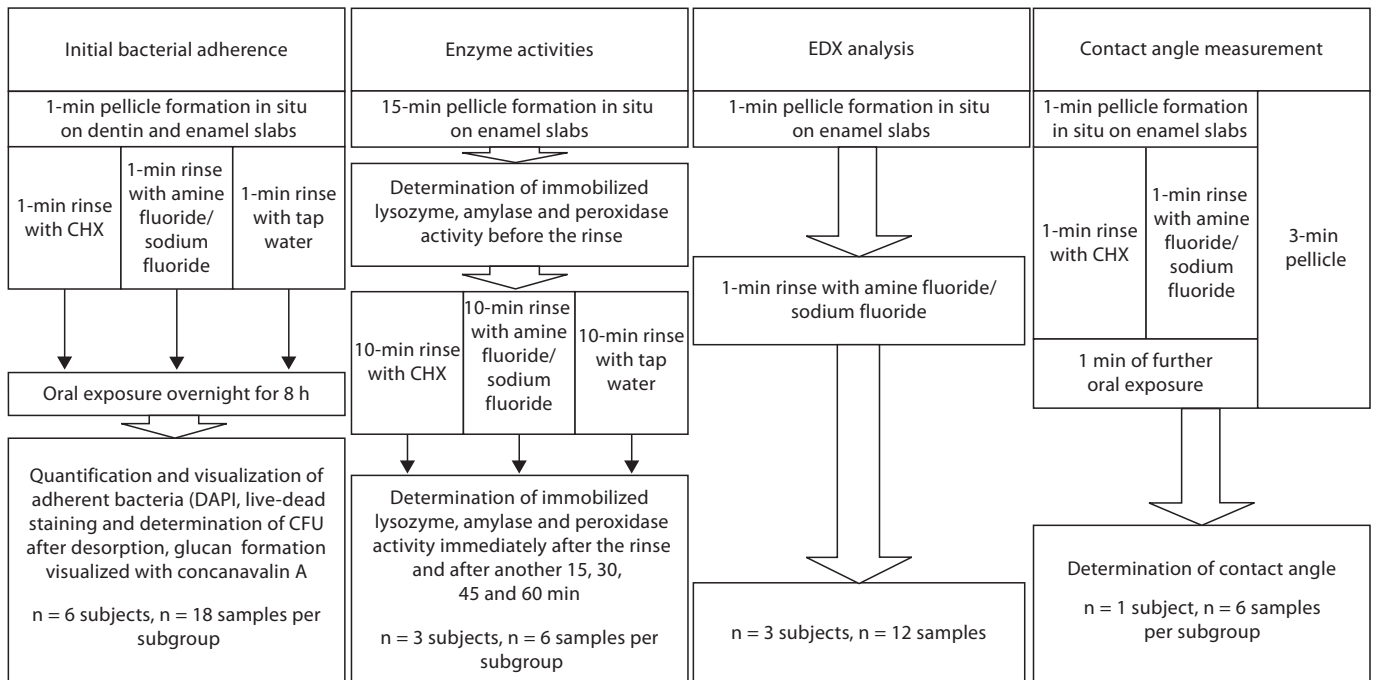 Initial bacterial adherence
1-min pellicle formation in situ
on dentin and enamel slabs
1-min rinse
with CHX
1-min rinse
with amine
fluoride/
sodium
fluoride
1-min rinse
with tap
water
Oral exposure overnight for 8 h
Quantification and visualization of
adherent bacteria (DAPI, live-dead
staining and determination of CFU
after desorption, glucan formation
visualized with concanavalin A
n = 6 subjects, n = 18 samples per
subgroup
Enzyme activities
15-min pellicle formation in situ
on enamel slabs
Determination of immobilized
lysozyme, amylase and peroxidase
activity before the rinse
10-min rinse
with CHX
10-min rinse
with amine
fluoride/
sodium
fluoride
10-min rinse
with tap
water
Determination of immobilized
lysozyme, amylase and peroxidase
activity immediately after the rinse
and after another 15, 30,
45 and 60 min
n = 3 subjects, n = 6 samples per
subgroup
EDX analysis
1-min pellicle formation in situ
on enamel slabs
1-min rinse with amine fluoride/
sodium fluoride
n = 3 subjects, n = 12 samples
Contact angle measurement
1-min pellicle formation
in situ on enamel slabs
1-min rinse
with CHX
1-min rinse
with amine
fluoride/
sodium
fluoride
3-min
pellicle
1 min of further
oral exposure
Determination of contact angle
n = 1 subject, n = 6 samples
per subgroup